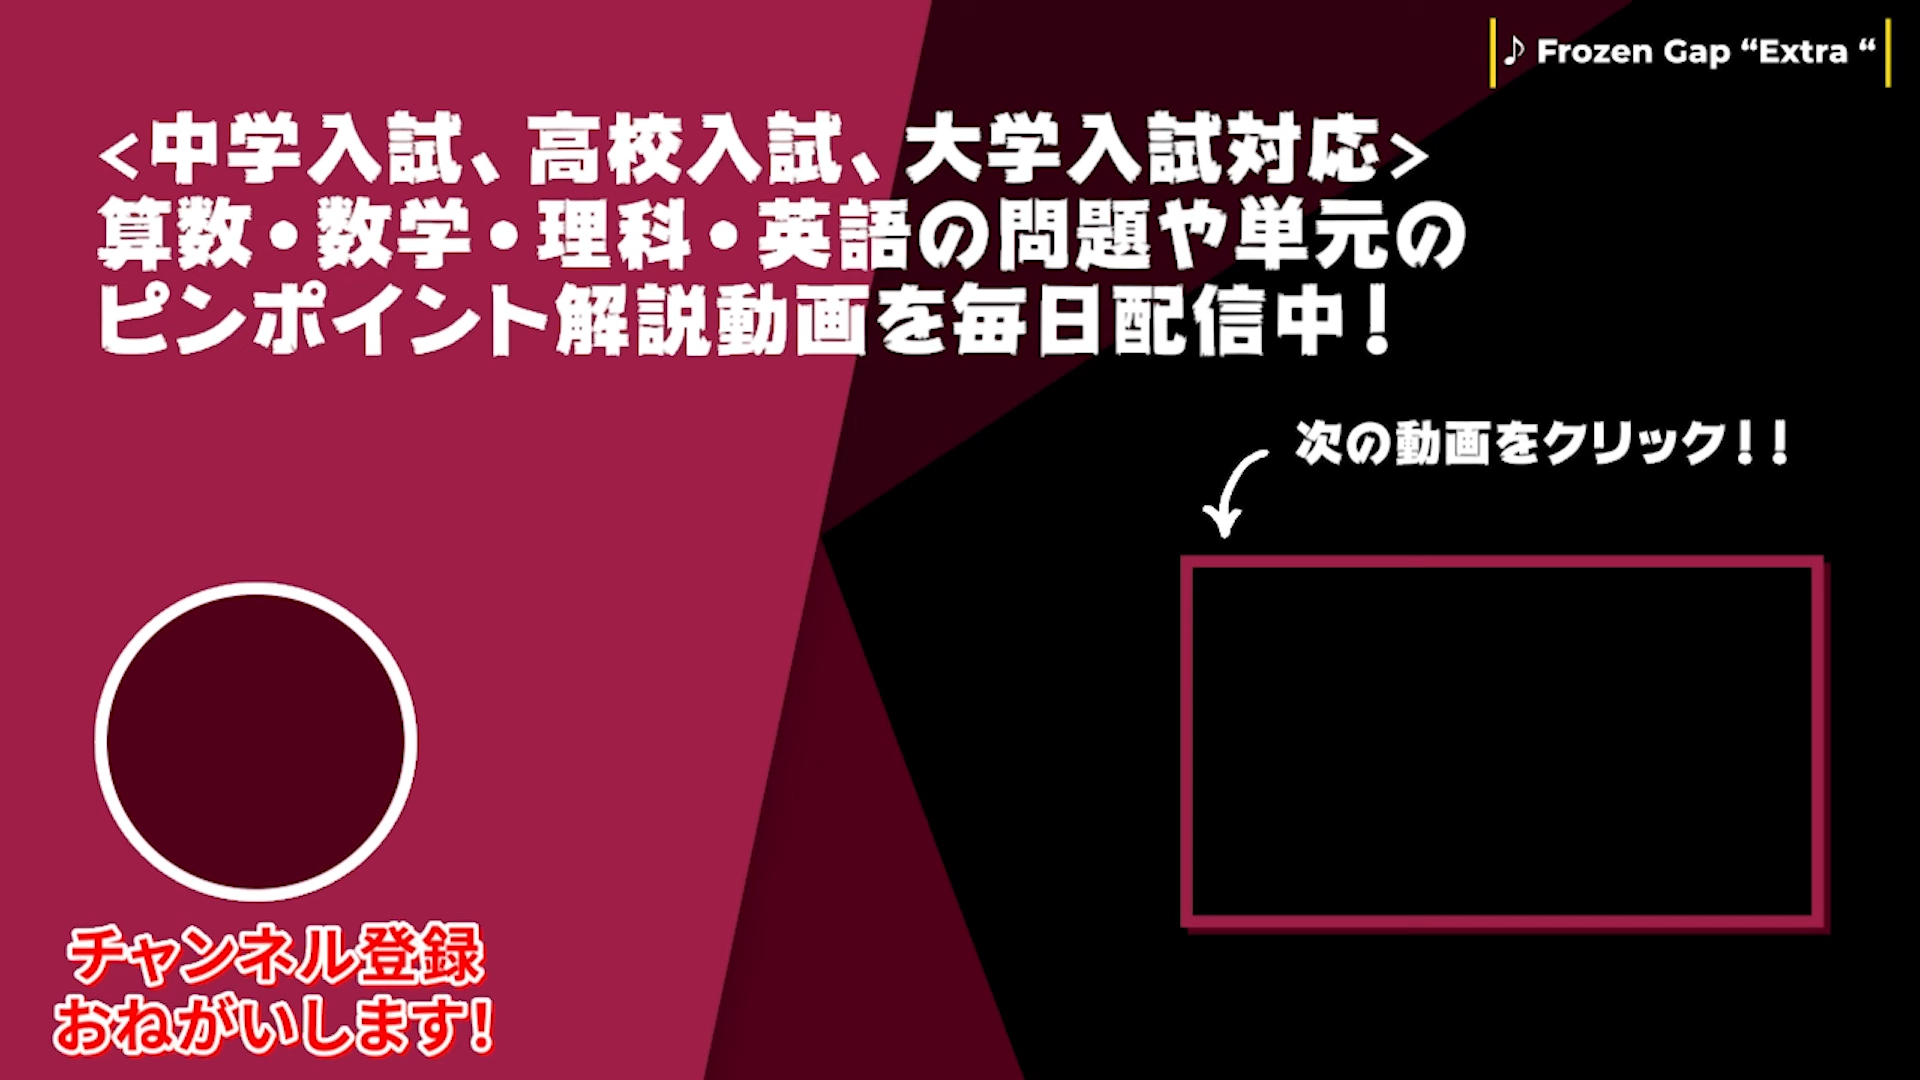 ♪ Frozen Gap “Extra “
<中学入試、高校入試、大学入試対応>
算数・数学・理科・英語の問題や単元の
ピンポイント解説動画を毎日配信中！
次の動画をクリック！！
チャンネル登録
おねがいします！